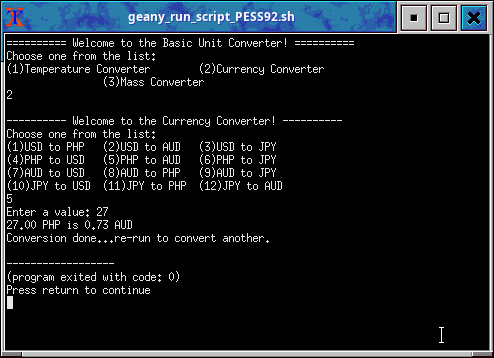 geany_run_script_PESS92.sh
========== Welcome to the Basic Unit Converter! ==========
Choose one from the list:
(1)Temperature Converter (2)Currency Converter
(3)Mass Converter
2
---------- Welcome to the Currency Converter! ----------
Choose one from the list:
(1)USD to PHP (2)USD to AUD (3)USD to JPY
(4)PHP to USD (5)PHP to AUD (6)PHP to JPY
(7)AUD to USD (8)AUD to PHP (9)AUD to JPY
(10)JPY to USD (11)JPY to PHP (12)JPY to AUD
5
Enter a value: 27
27.00 PHP is 0.73 AUD
Conversion done...re-run to convert another.
------------------
(program exited with code: 0)
Press return to continue